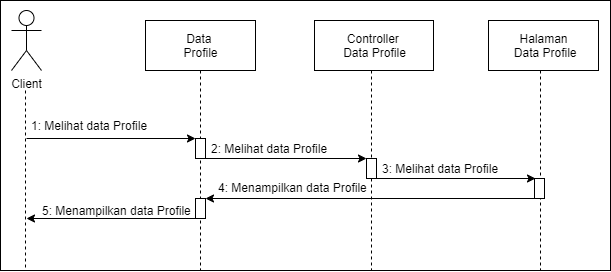 Data
Profile
Controller
Data Profile
Halaman
Data Profile
Client
1: Melihat data Profile
2: Melihat data Profile
3: Melihat data Profile
4: Menampilkan data Profile
5: Menampilkan data Profile